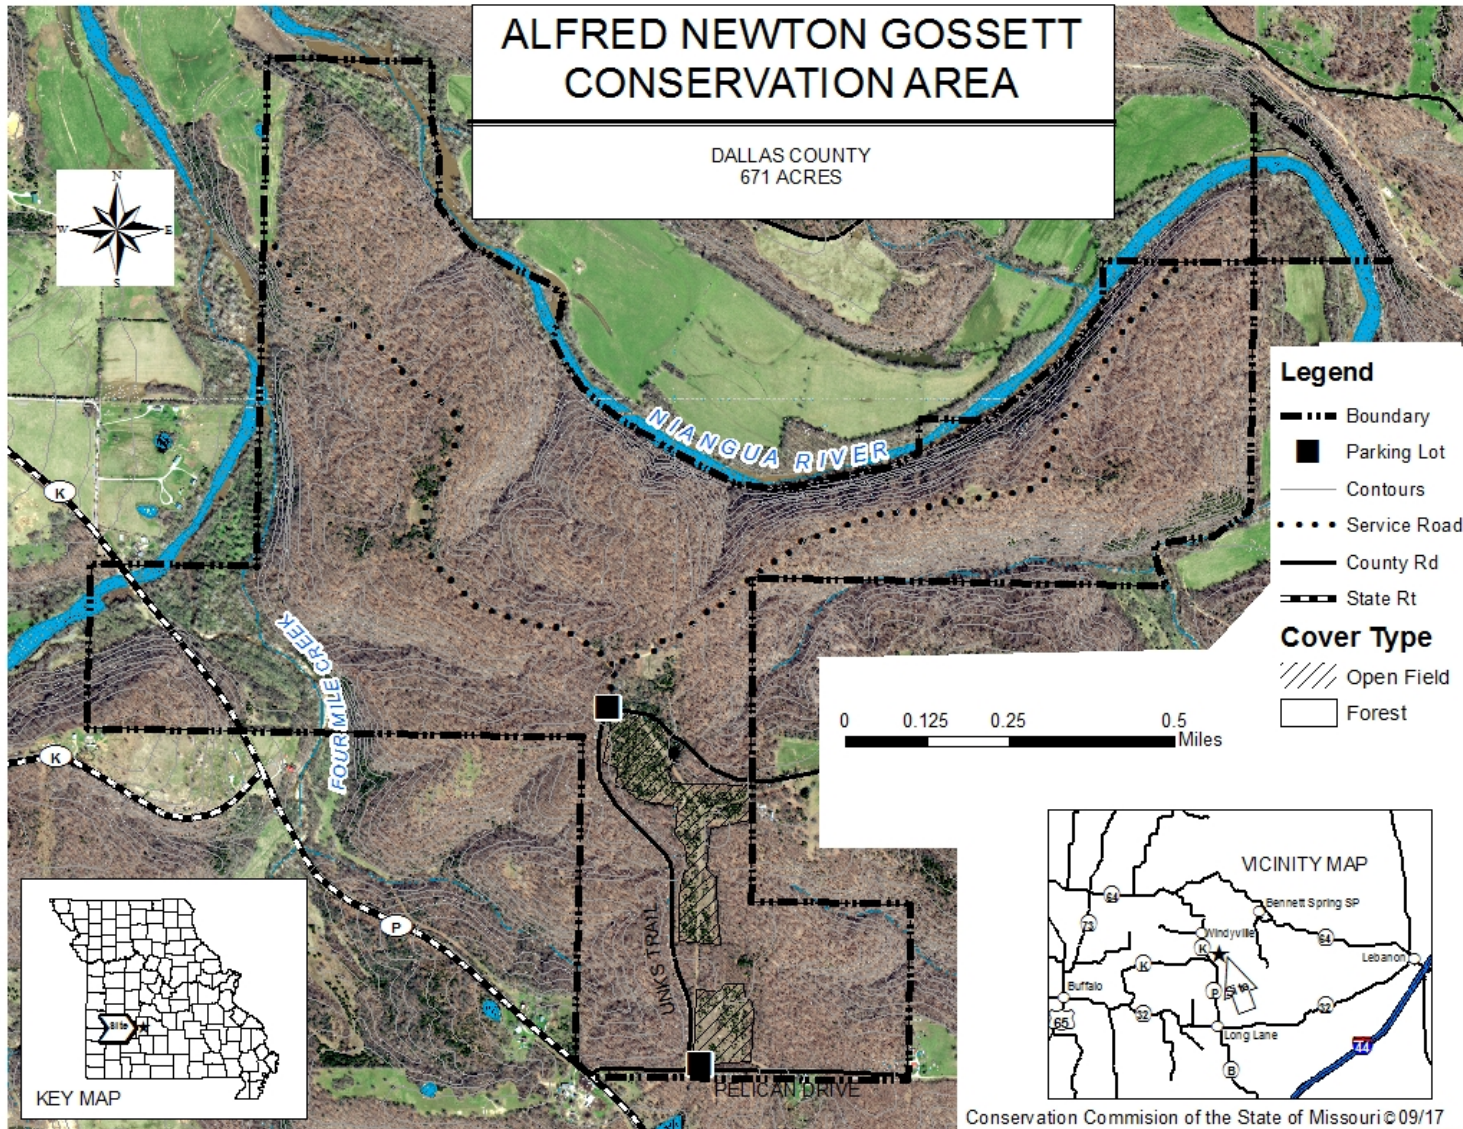 ALFRED NEWTON GOSSETT
CONSERVATION AREA
DALLAS COUNTY
671 ACRES
N
W E
S
NIANGUA RIVER
K
FOUR MILE CREEK
K
P
UNKS TRAIL
PELICAN DRIVE
Legend
Boundary
Parking Lot
Contours
Service Road
County Rd
State Rt
Cover Type
Open Field
Forest
0 0.125 0.25 0.5
Miles
Site
KEY MAP
VICINITY MAP
64
Bennett Spring SP
73
Windyville
64
K
Lebanon
K
Buffalo
P
Site
32
32
65
Long Lane
44
B
Conservation Commision of the State of Missouri © 09/17